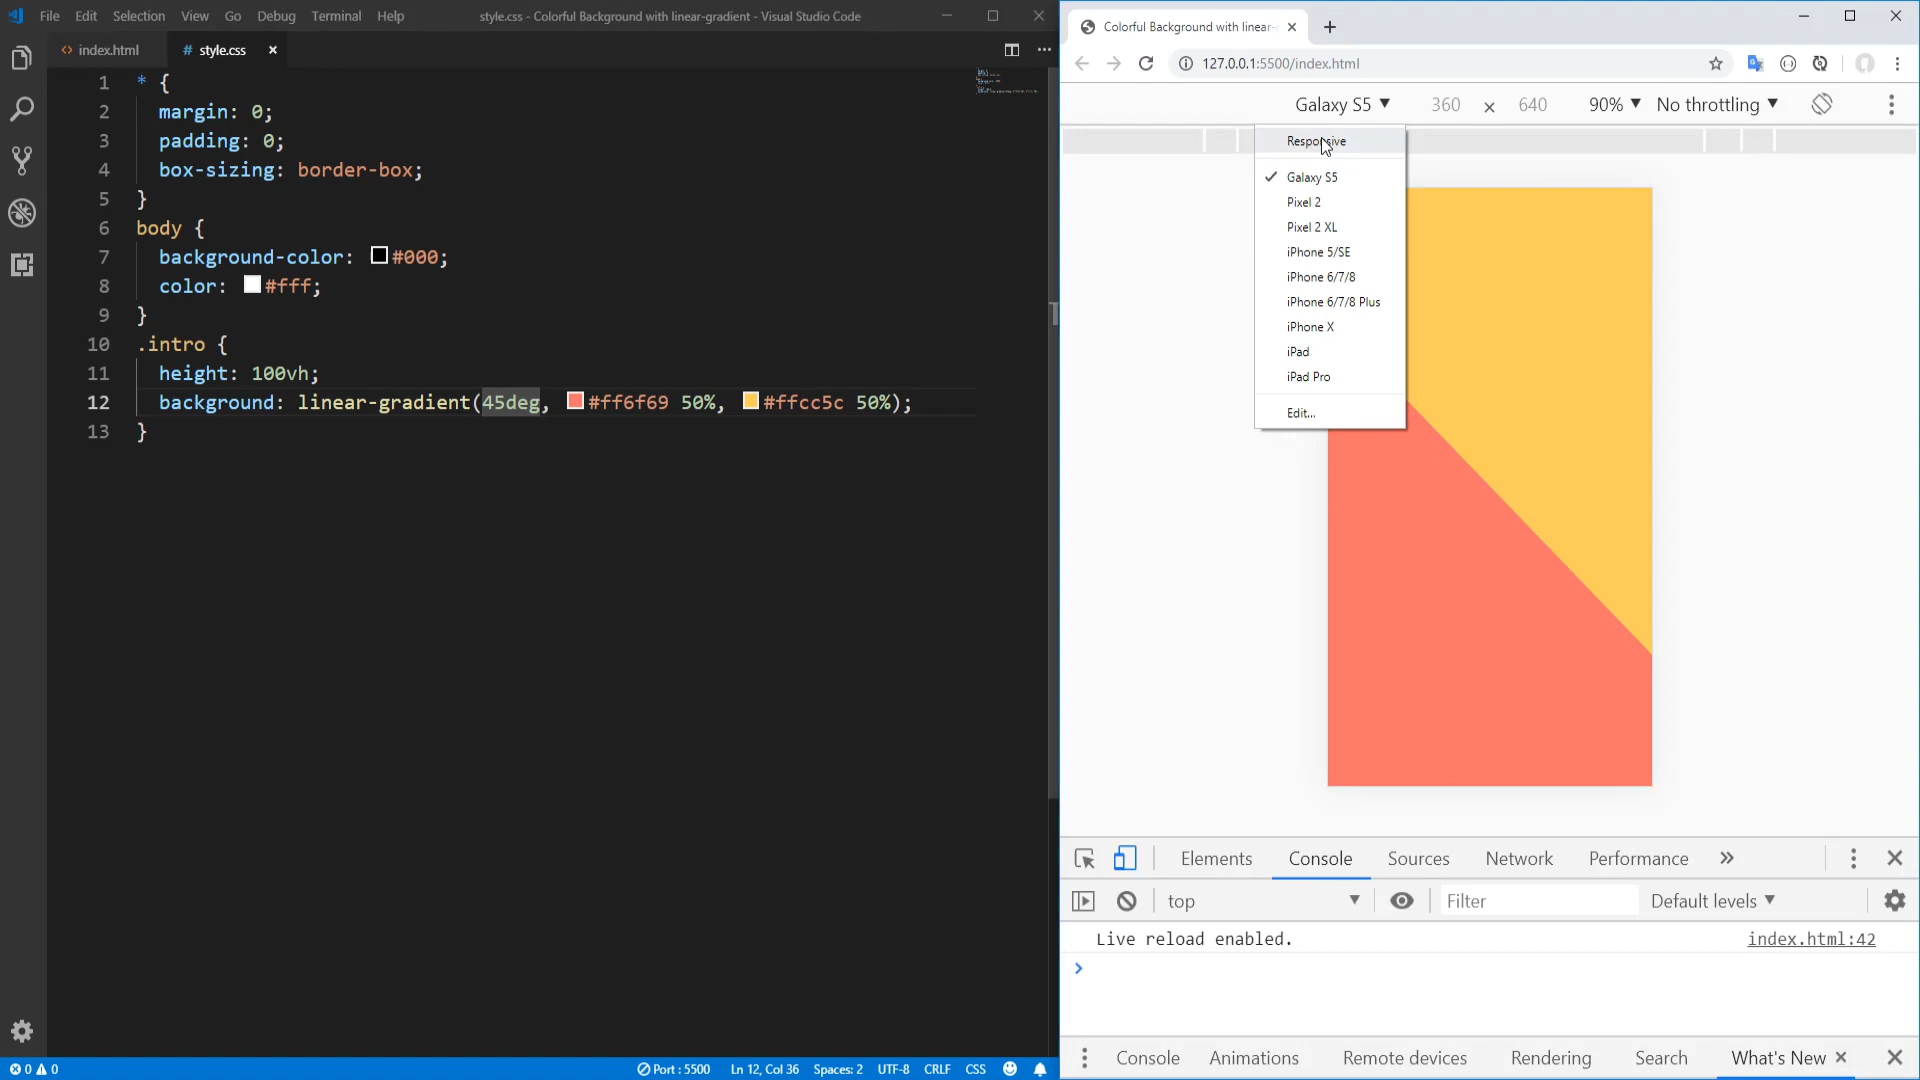 File Edit Selection View Go Debug Terminal Help
style.css - Colorful Background with linear-gradient - Visual Studio Code
<> index.html
# style.css ×
1 * {
2 margin: 0;
3 padding: 0;
4 box-sizing: border-box;
5 }
6 body {
7 background-color: #000;
8 color: #fff;
9 }
10 .intro {
11 height: 100vh;
12 background: linear-gradient(45deg, #ff6f69 50%, #ffcc5c 50%);
13 }
0 0
Port : 5500 Ln 12, Col 36 Spaces: 2 UTF-8 CRLF CSS
Colorful Background with linear-
127.0.0.1:5500/index.html
Galaxy S5 ▼ 360 × 640 90% ▼ No throttling ▼
Responsive
Galaxy S5
Pixel 2
Pixel 2 XL
iPhone 5/SE
iPhone 6/7/8
iPhone 6/7/8 Plus
iPhone X
iPad
iPad Pro
Edit...
Elements Console Sources Network Performance »
top ▼ Filter Default levels ▼
Live reload enabled. index.html:42
Console Animations Remote devices Rendering Search What's New ×